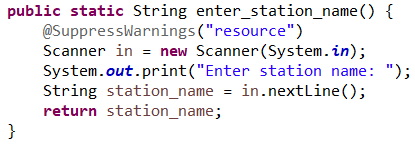 public static String enter_station_name() {
    @SuppressWarnings("resource")
    Scanner in = new Scanner(System.in);
    System.out.print("Enter station name: ");
    String station_name = in.nextLine();
    return station_name;
}